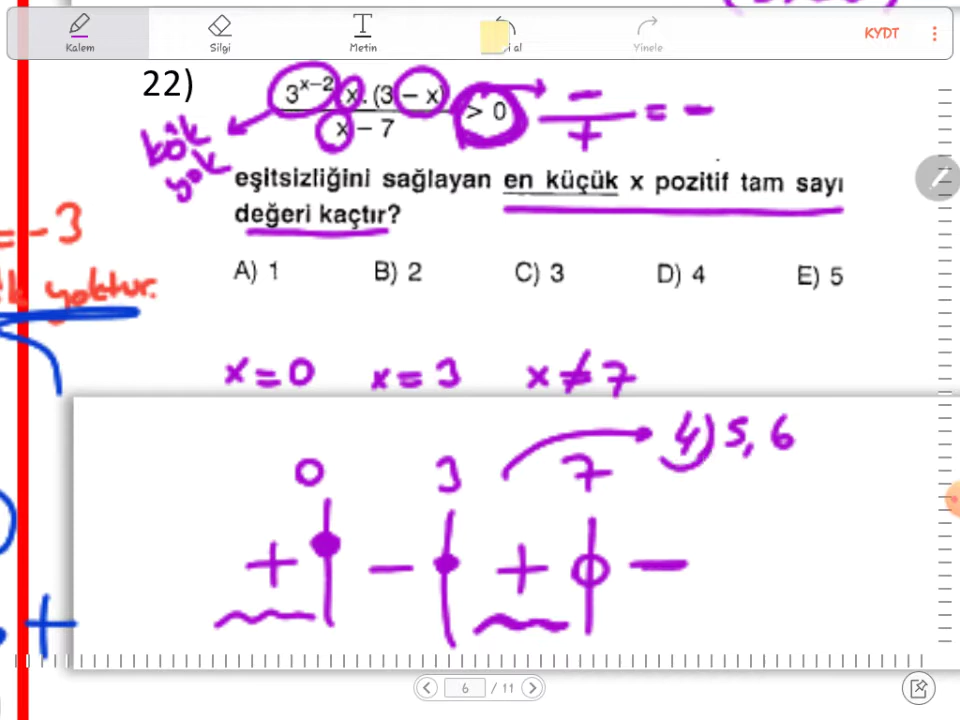 Kalem Silgi Metin al Yinele KYDT
22) 3^{x–2} x. (3 – x) / x – 7 > 0 – / + = –
kök yok
eşitsizliğini sağlayan en küçük x pozitif tam sayı
değeri kaçtır?
= – 3
yoktur.
A) 1 B) 2 C) 3 D) 4 E) 5
x = 0 x = 3 x ≠ 7
4) 5, 6
0 3 7
+ – + –
+
6 / 11